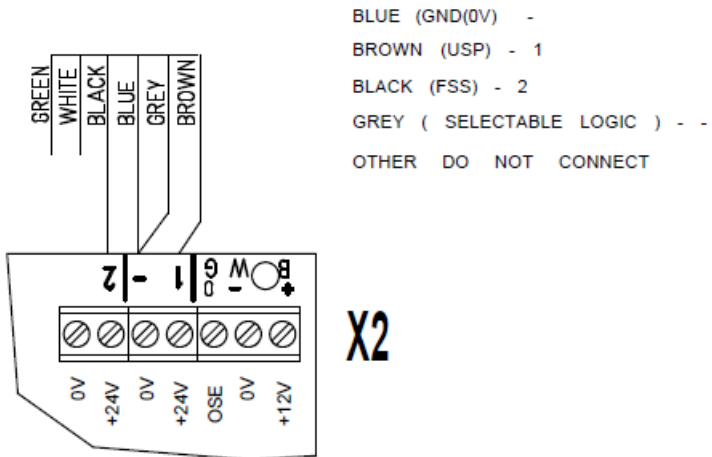 BLUE (GND(0V) -
BROWN (USP) - 1
BLACK (FSS) - 2
GREY ( SELECTABLE LOGIC ) - -
OTHER DO NOT CONNECT
GREEN
WHITE
BLACK
BLUE
GREY
BROWN
2 - 1 0 G - W + B
X2
0V
+24V
0V
+24V
OSE
0V
+12V